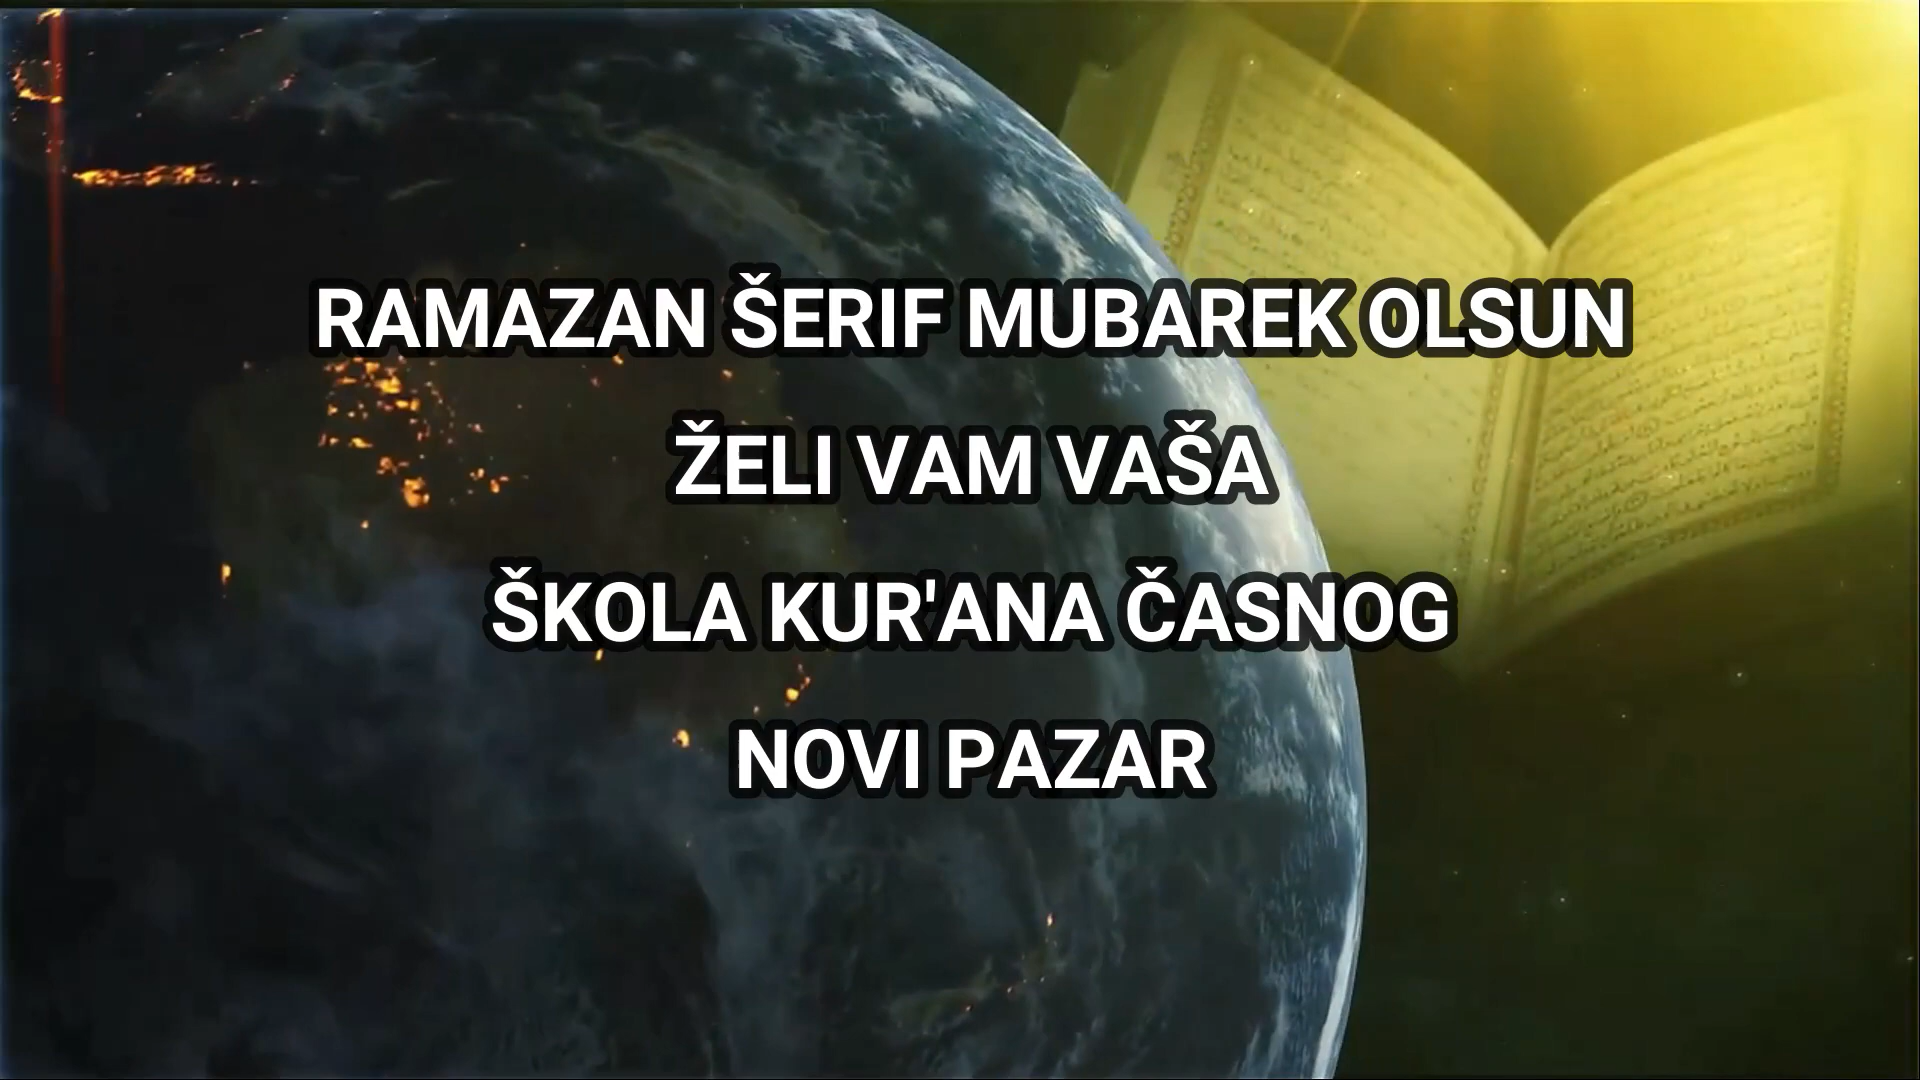 RAMAZAN ŠERIF MUBAREK OLSUN
ŽELI VAM VAŠA
ŠKOLA KUR'ANA ČASNOG
NOVI PAZAR